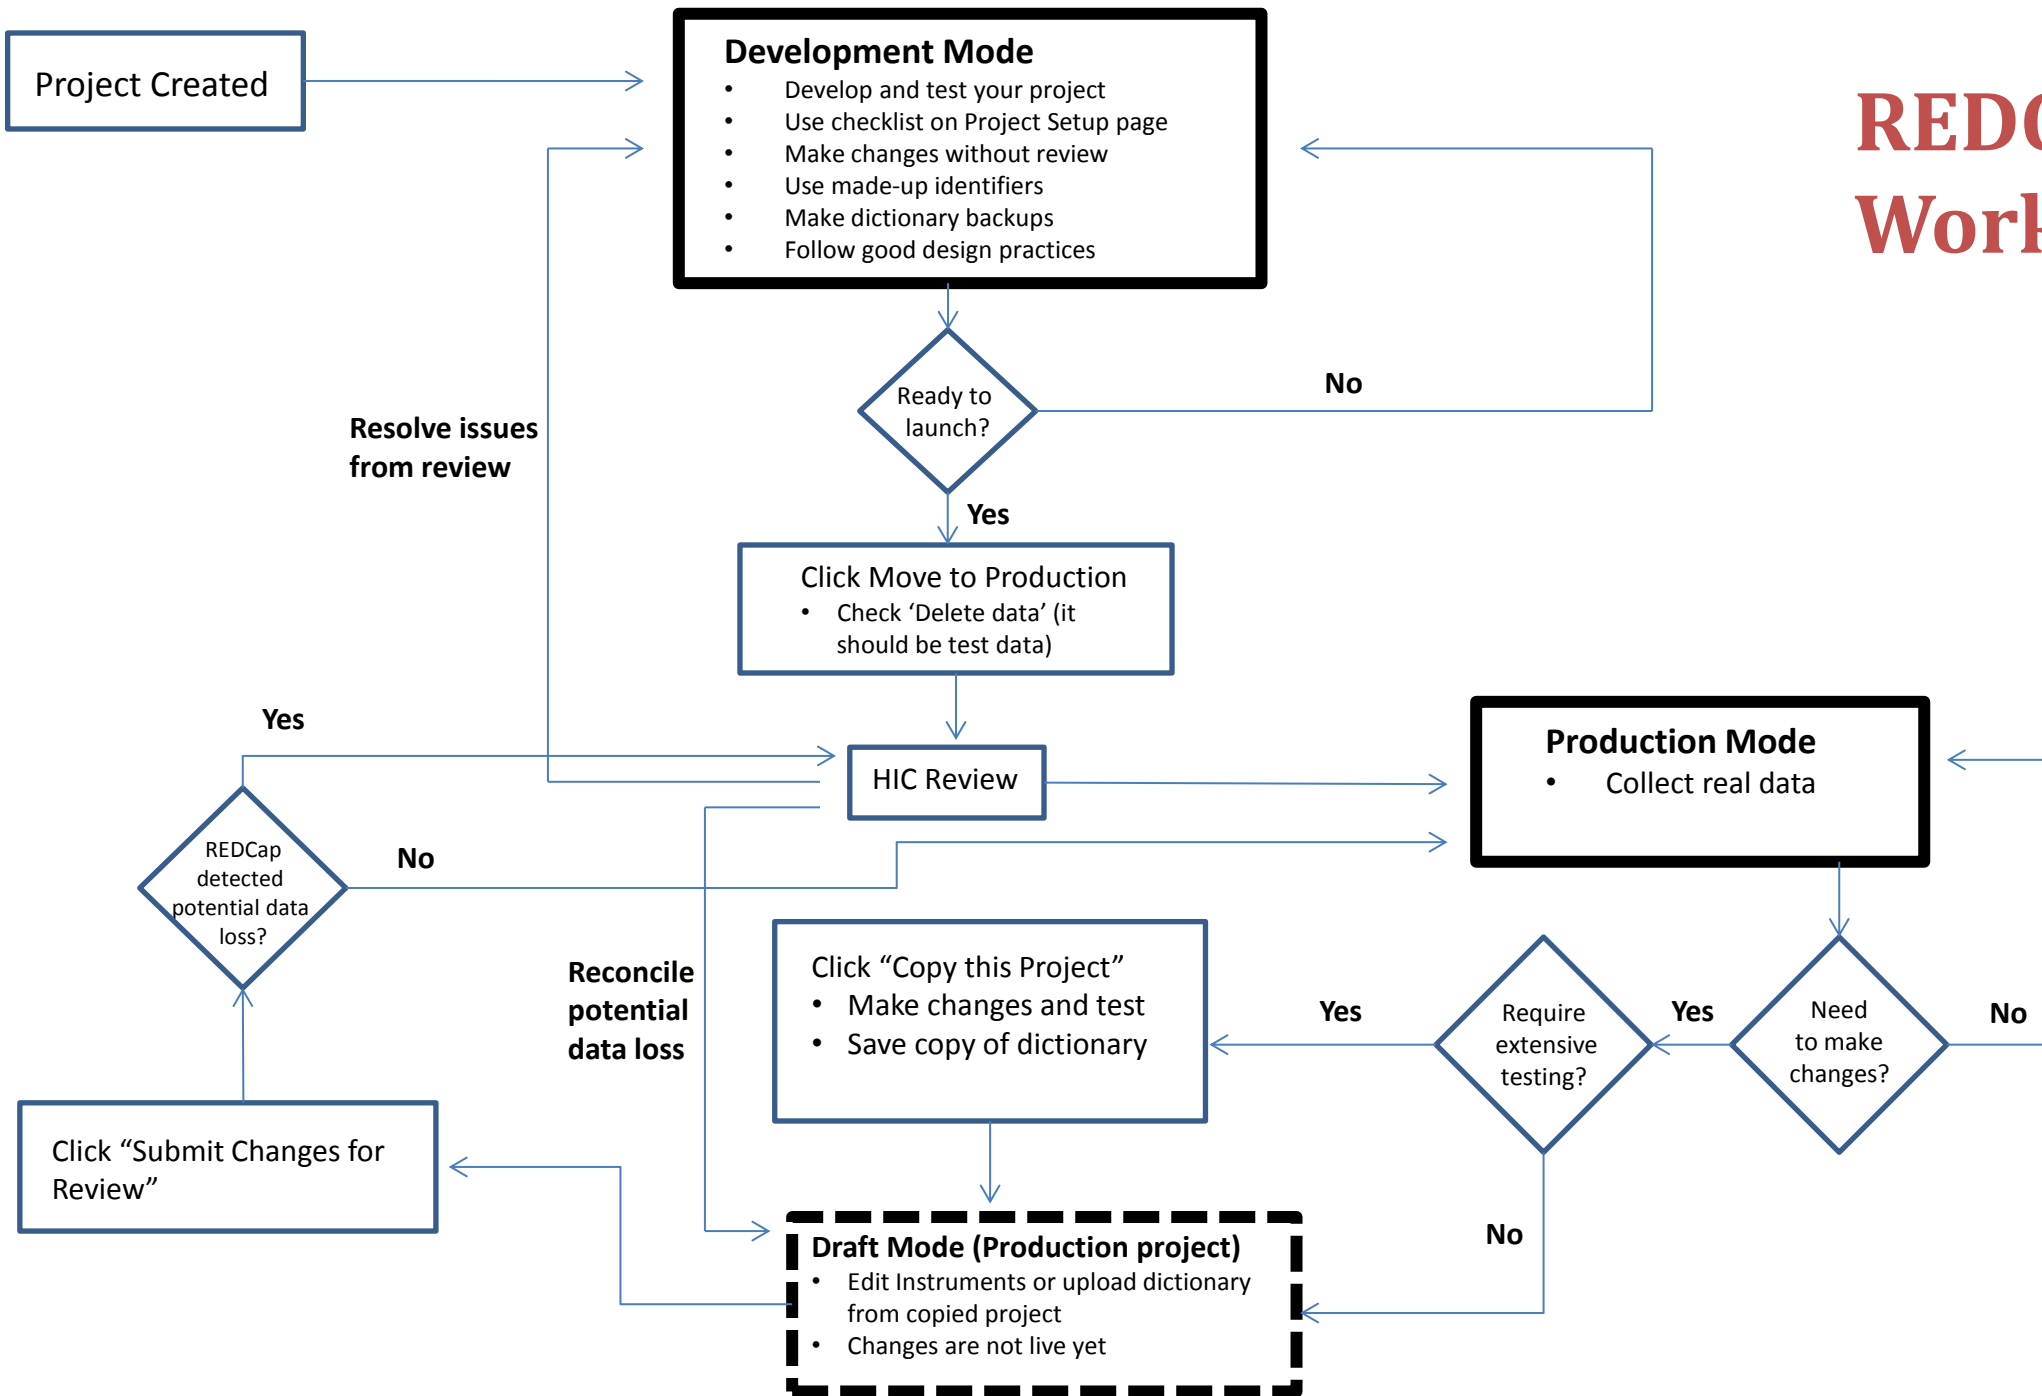 Project Created
Development Mode
• Develop and test your project
• Use checklist on Project Setup page
• Make changes without review
• Use made-up identifiers
• Make dictionary backups
• Follow good design practices
Ready to
launch?
No
Resolve issues
from review
Yes
Click Move to Production
• Check ‘Delete data’ (it
should be test data)
Yes
HIC Review
Production Mode
• Collect real data
REDCap
detected
potential data
loss?
No
Reconcile
potential
data loss
Click “Copy this Project”
• Make changes and test
• Save copy of dictionary
Yes
Require
extensive
testing?
Yes
Need
to make
changes?
No
Click “Submit Changes for
Review”
No
Draft Mode (Production project)
• Edit Instruments or upload dictionary
from copied project
• Changes are not live yet